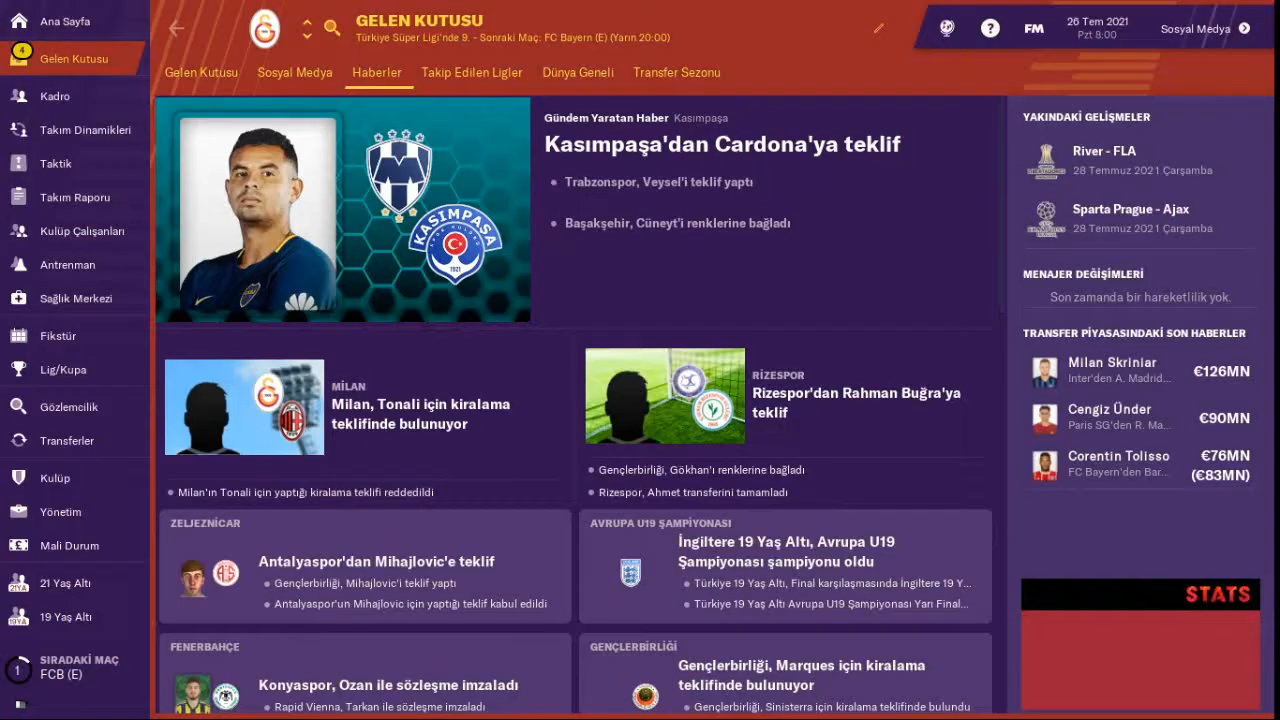 Ana Sayfa
4
Gelen Kutusu
Kadro
Takım Dinamikleri
Taktik
Takım Raporu
Kulüp Çalışanları
Antrenman
Sağlık Merkezi
Fikstür
Lig/Kupa
Gözlemcilik
Transferler
Kulüp
Yönetim
Mali Durum
21YA
21 Yaş Altı
19YA
19 Yaş Altı
1
SIRADAKİ MAÇ
FCB (E)
GELEN KUTUSU
Türkiye Süper Ligi'nde 9. - Sonraki Maç: FC Bayern (E) (Yarın 20:00)
?
FM
26 Tem 2021
Pzt 8:00
Sosyal Medya
Gelen Kutusu
Sosyal Medya
Haberler
Takip Edilen Ligler
Dünya Geneli
Transfer Sezonu
KASIMPAŞA
SPOR KULÜBÜ
1921
Gündem Yaratan Haber Kasımpaşa
Kasımpaşa'dan Cardona'ya teklif
Trabzonspor, Veysel'i teklif yaptı
Başakşehir, Cüneyt'i renklerine bağladı
MİLAN
Milan, Tonali için kiralama
teklifinde bulunuyor
Milan'ın Tonali için yaptığı kiralama teklifi reddedildi
RİZESPOR
Rizespor'dan Rahman Buğra'ya
teklif
Gençlerbirliği, Gökhan'ı renklerine bağladı
Rizespor, Ahmet transferini tamamladı
ZELJEZNİCAR
Antalyaspor'dan Mihajlovic'e teklif
Gençlerbirliği, Mihajlovic'i teklif yaptı
Antalyaspor'un Mihajlovic için yaptığı teklif kabul edildi
AVRUPA U19 ŞAMPİYONASI
İngiltere 19 Yaş Altı, Avrupa U19
Şampiyonası şampiyonu oldu
Türkiye 19 Yaş Altı, Final karşılaşmasında İngiltere 19 Y...
Türkiye 19 Yaş Altı Avrupa U19 Şampiyonası Yarı Final...
FENERBAHÇE
Konyaspor, Ozan ile sözleşme imzaladı
Rapid Vienna, Tarkan ile sözleşme imzaladı
GENÇLERBİRLİĞİ
Gençlerbirliği, Marques için kiralama
teklifinde bulunuyor
Gençlerbirliği, Sinisterra için kiralama teklifinde bulundu
YAKINDAKİ GELİŞMELER
River - FLA
28 Temmuz 2021 Çarşamba
Sparta Prague - Ajax
28 Temmuz 2021 Çarşamba
MENAJER DEĞİŞİMLERİ
Son zamanda bir hareketlilik yok.
TRANSFER PİYASASINDAKİ SON HABERLER
Milan Skriniar
Inter'den A. Madrid...
€126MN
Cengiz Ünder
Paris SG'den R. Ma...
€90MN
Corentin Tolisso
FC Bayern'den Bar...
€76MN
(€83MN)
STATS